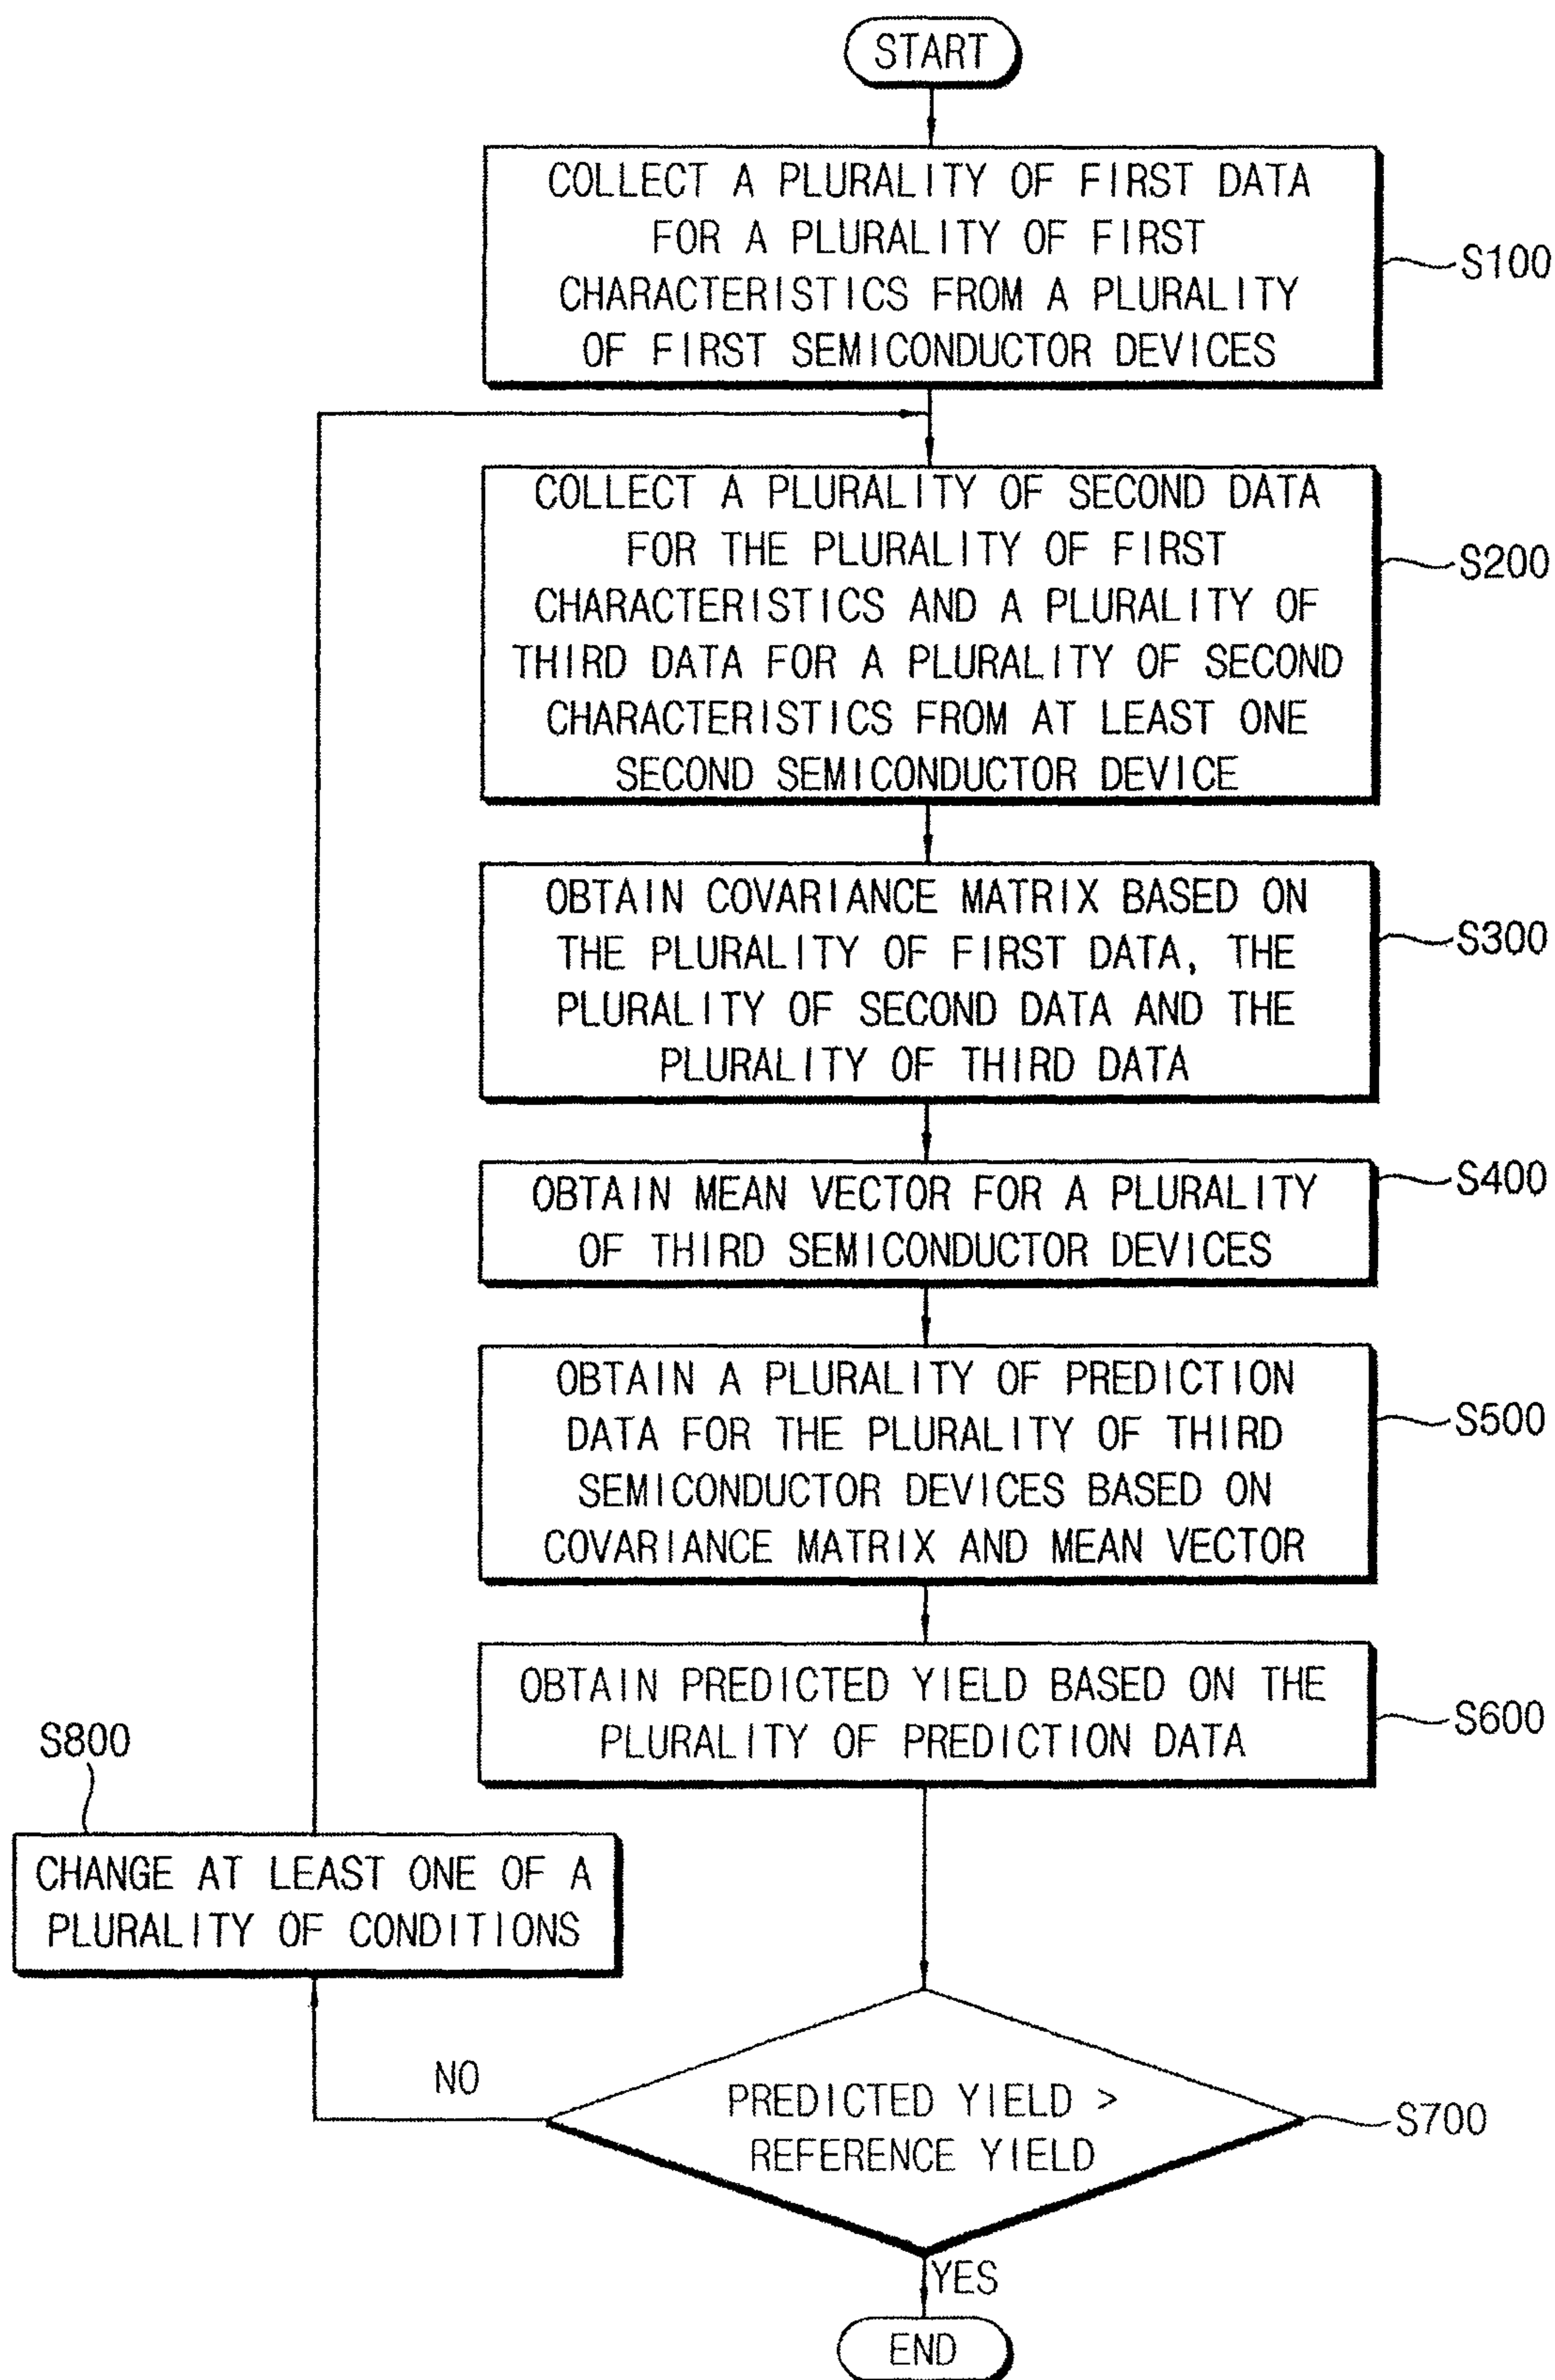 START
COLLECT A PLURALITY OF FIRST DATA
FOR A PLURALITY OF FIRST
CHARACTERISTICS FROM A PLURALITY
OF FIRST SEMICONDUCTOR DEVICES
S100
COLLECT A PLURALITY OF SECOND DATA
FOR THE PLURALITY OF FIRST
CHARACTERISTICS AND A PLURALITY OF
THIRD DATA FOR A PLURALITY OF SECOND
CHARACTERISTICS FROM AT LEAST ONE
SECOND SEMICONDUCTOR DEVICE
S200
OBTAIN COVARIANCE MATRIX BASED ON
THE PLURALITY OF FIRST DATA, THE
PLURALITY OF SECOND DATA AND THE
PLURALITY OF THIRD DATA
S300
OBTAIN MEAN VECTOR FOR A PLURALITY
OF THIRD SEMICONDUCTOR DEVICES
S400
OBTAIN A PLURALITY OF PREDICTION
DATA FOR THE PLURALITY OF THIRD
SEMICONDUCTOR DEVICES BASED ON
COVARIANCE MATRIX AND MEAN VECTOR
S500
OBTAIN PREDICTED YIELD BASED ON THE
PLURALITY OF PREDICTION DATA
S600
S800
CHANGE AT LEAST ONE OF A
PLURALITY OF CONDITIONS
NO
PREDICTED YIELD >
REFERENCE YIELD
S700
YES
END